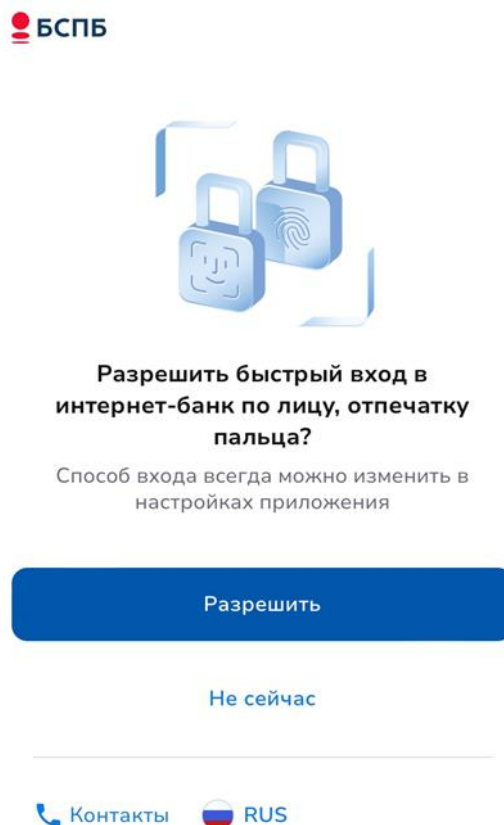 БСПБ
Разрешить быстрый вход в
интернет-банк по лицу, отпечатку
пальца?
Способ входа всегда можно изменить в
настройках приложения
Разрешить
Не сейчас
Контакты RUS